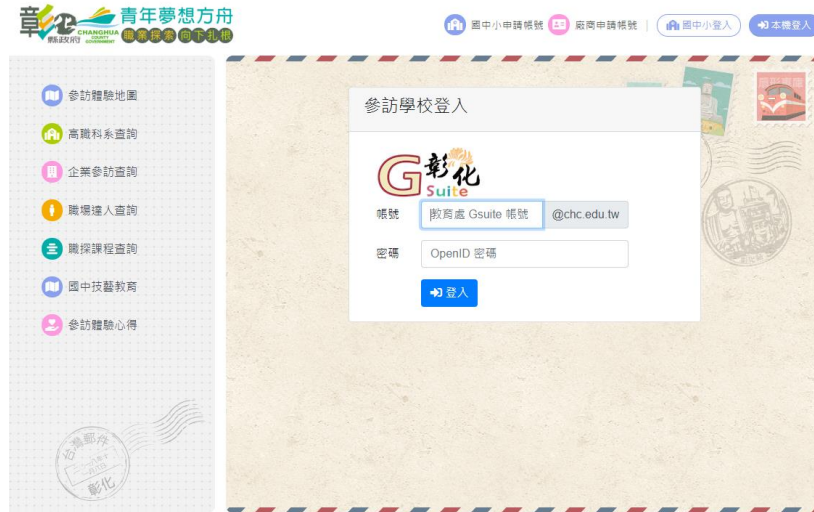 彰化縣政府 CHANGHUA COUNTY GOVERNMENT
青年夢想方舟
職業探索 向下扎根
國中小申請帳號
廠商申請帳號
國中小登入
本機登入
參訪體驗地圖
高職科系查詢
企業參訪查詢
職場達人查詢
職探課程查詢
國中技藝教育
參訪體驗心得
參訪學校登入
G Suite 彰化
帳號 教育處 Gsuite 帳號 @chc.edu.tw
密碼 OpenID 密碼
登入
台灣郵件
彰化